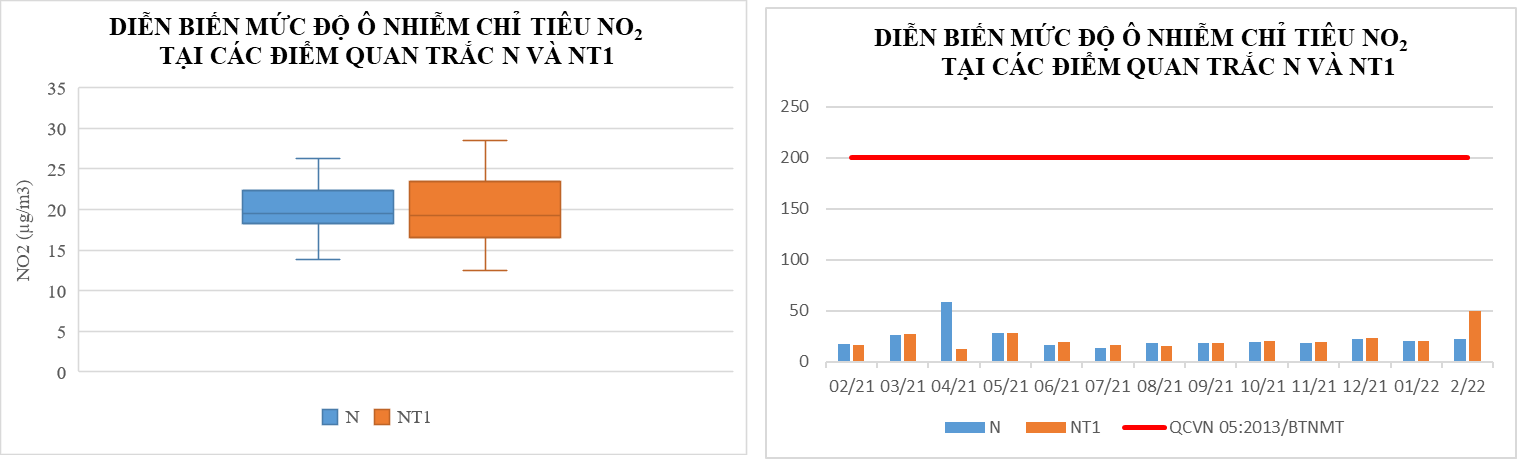 DIỄN BIẾN MỨC ĐỘ Ô NHIỄM CHỈ TIÊU NO₂
TẠI CÁC ĐIỂM QUAN TRẮC N VÀ NT1
35
30
25
20
15
10
5
0
NO2 (µg/m3)
N NT1
DIỄN BIẾN MỨC ĐỘ Ô NHIỄM CHỈ TIÊU NO₂
TẠI CÁC ĐIỂM QUAN TRẮC N VÀ NT1
250
200
150
100
50
0
02/21 03/21 04/21 05/21 06/21 07/21 08/21 09/21 10/21 11/21 12/21 01/22 2/22
N NT1 QCVN 05:2013/BTNMT